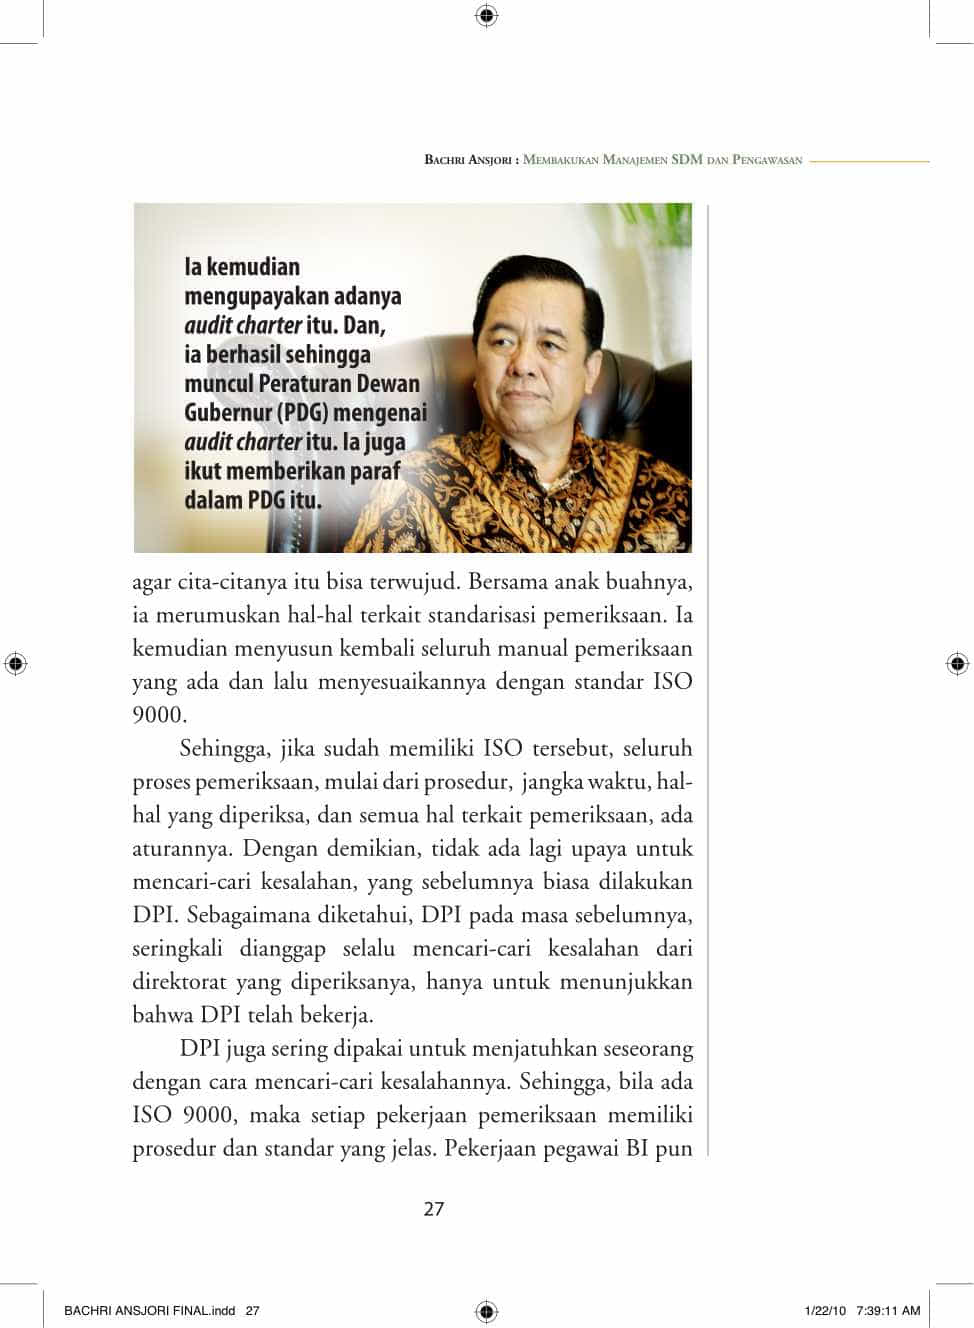 Bachri Ansjori : Membakukan Manajemen SDM dan Pengawasan
Ia kemudian
mengupayakan adanya
audit charter itu. Dan,
ia berhasil sehingga
muncul Peraturan Dewan
Gubernur (PDG) mengenai
audit charter itu. Ia juga
ikut memberikan paraf
dalam PDG itu.
agar cita-citanya itu bisa terwujud. Bersama anak buahnya,
ia merumuskan hal-hal terkait standarisasi pemeriksaan. Ia
kemudian menyusun kembali seluruh manual pemeriksaan
yang ada dan lalu menyesuaikannya dengan standar ISO
9000.
Sehingga, jika sudah memiliki ISO tersebut, seluruh
proses pemeriksaan, mulai dari prosedur, jangka waktu, hal-
hal yang diperiksa, dan semua hal terkait pemeriksaan, ada
aturannya. Dengan demikian, tidak ada lagi upaya untuk
mencari-cari kesalahan, yang sebelumnya biasa dilakukan
DPI. Sebagaimana diketahui, DPI pada masa sebelumnya,
seringkali dianggap selalu mencari-cari kesalahan dari
direktorat yang diperiksanya, hanya untuk menunjukkan
bahwa DPI telah bekerja.
DPI juga sering dipakai untuk menjatuhkan seseorang
dengan cara mencari-cari kesalahannya. Sehingga, bila ada
ISO 9000, maka setiap pekerjaan pemeriksaan memiliki
prosedur dan standar yang jelas. Pekerjaan pegawai BI pun
27
BACHRI ANSJORI FINAL.indd 27
1/22/10 7:39:11 AM